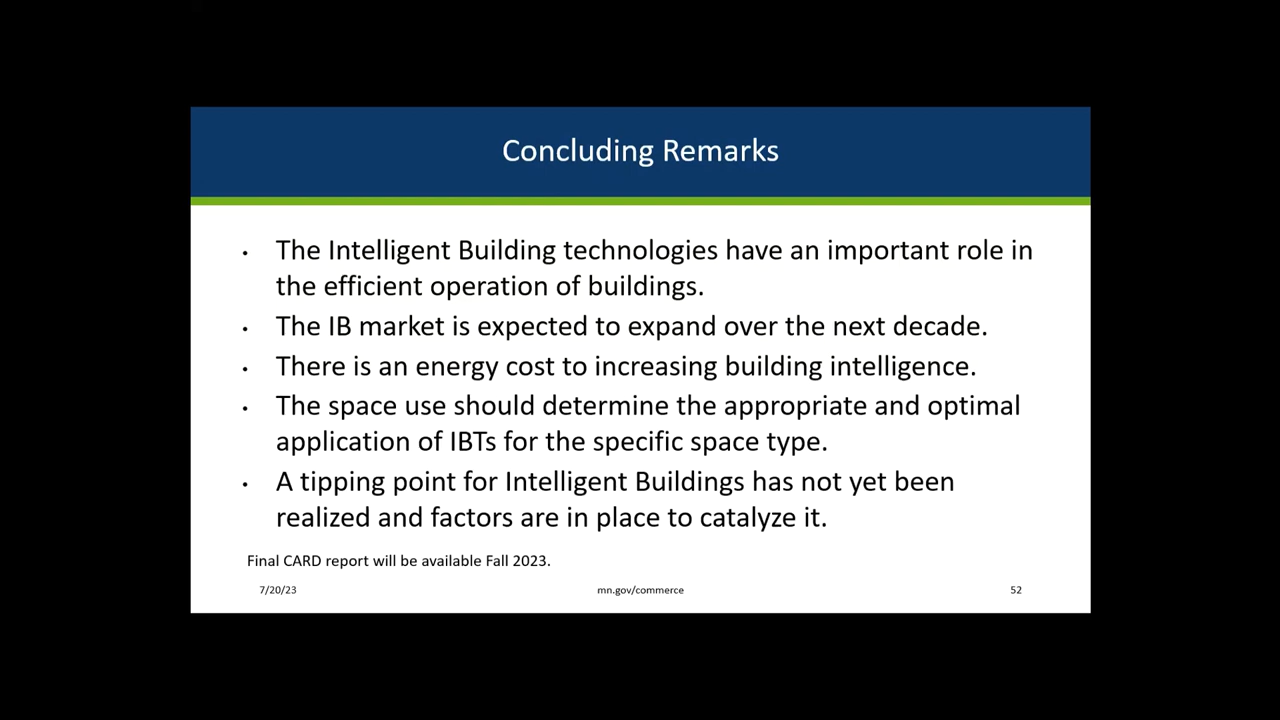 Concluding Remarks
• The Intelligent Building technologies have an important role in
the efficient operation of buildings.
• The IB market is expected to expand over the next decade.
• There is an energy cost to increasing building intelligence.
• The space use should determine the appropriate and optimal
application of IBTs for the specific space type.
• A tipping point for Intelligent Buildings has not yet been
realized and factors are in place to catalyze it.
Final CARD report will be available Fall 2023.
7/20/23 mn.gov/commerce 52